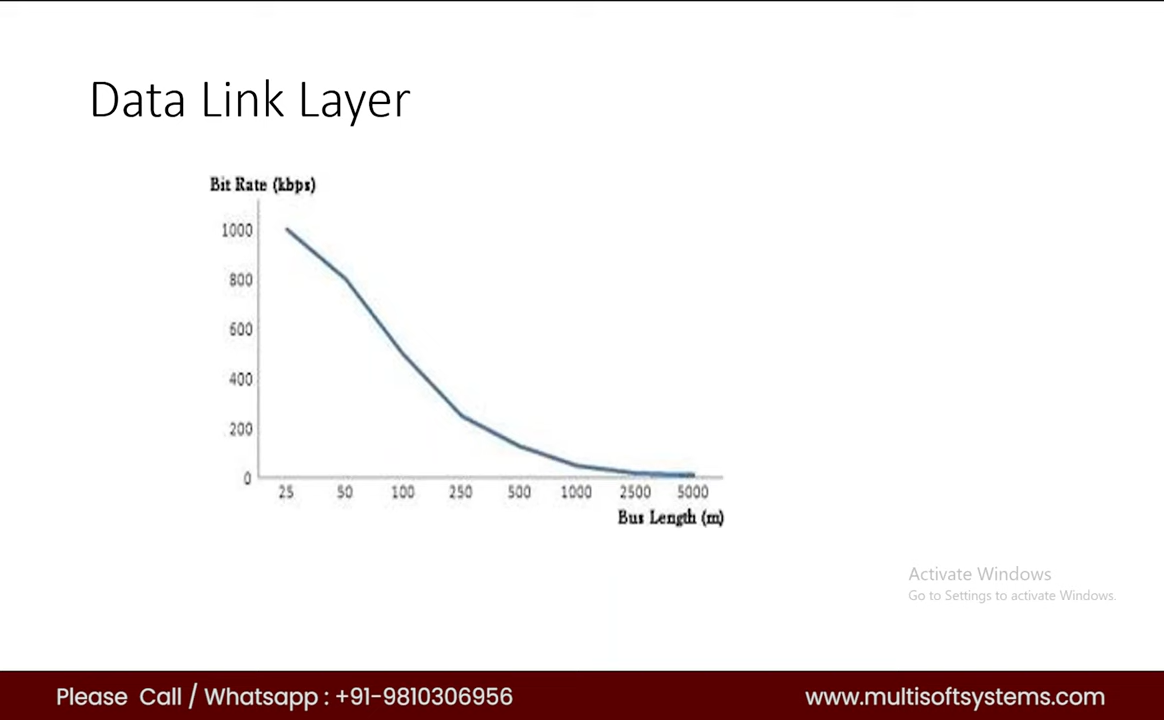 Data Link Layer
Bit Rate (kbps)
1000
800
600
400
200
0
25 50 100 250 500 1000 2500 5000
Bus Length (m)
Activate Windows
Go to Settings to activate Windows.
Please Call / Whatsapp : +91-9810306956 www.multisoftsystems.com